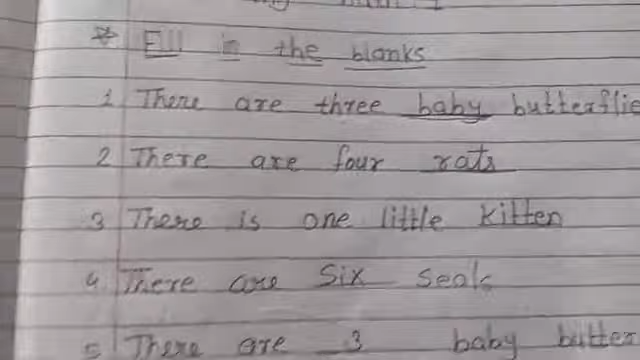 * Fill in the blanks
1 There are three baby butterflie
2 There are four rats
3 There is one little kitten
4. There are Six seals
5 There are 3 baby butter